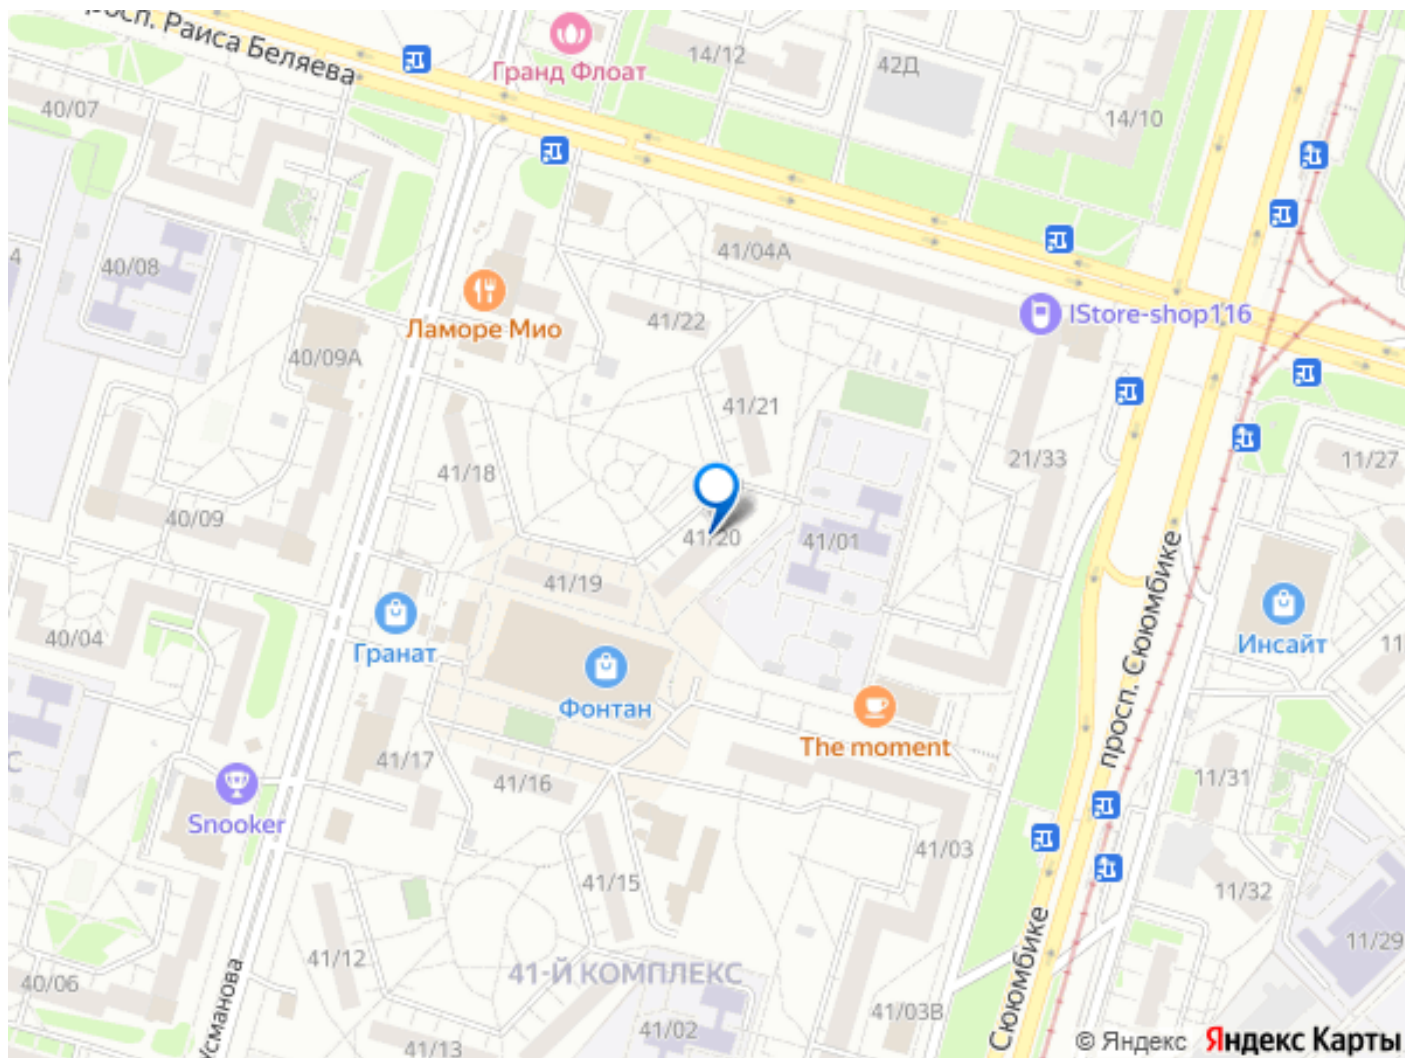 просп. Раиса Беляева
Гранд Флоат
14/12
42Д
14/10
40/07
40/08
4
41/04А
41/22
IStore-shop116
Ламоре Мио
40/09А
41/21
41/18
21/33
11/27
40/09
41/20
41/01
41/19
просп. Сююмбике
40/04
Гранат
Инсайт
11
Фонтан
The moment
С
41/17
41/16
11/31
Snooker
41/03
41/15
11/32
11/29
41/12
41-Й КОМПЛЕКС
40/06
Усманова
41/03В
Сююмбике
41/02
41/13
© Яндекс Яндекс Карты